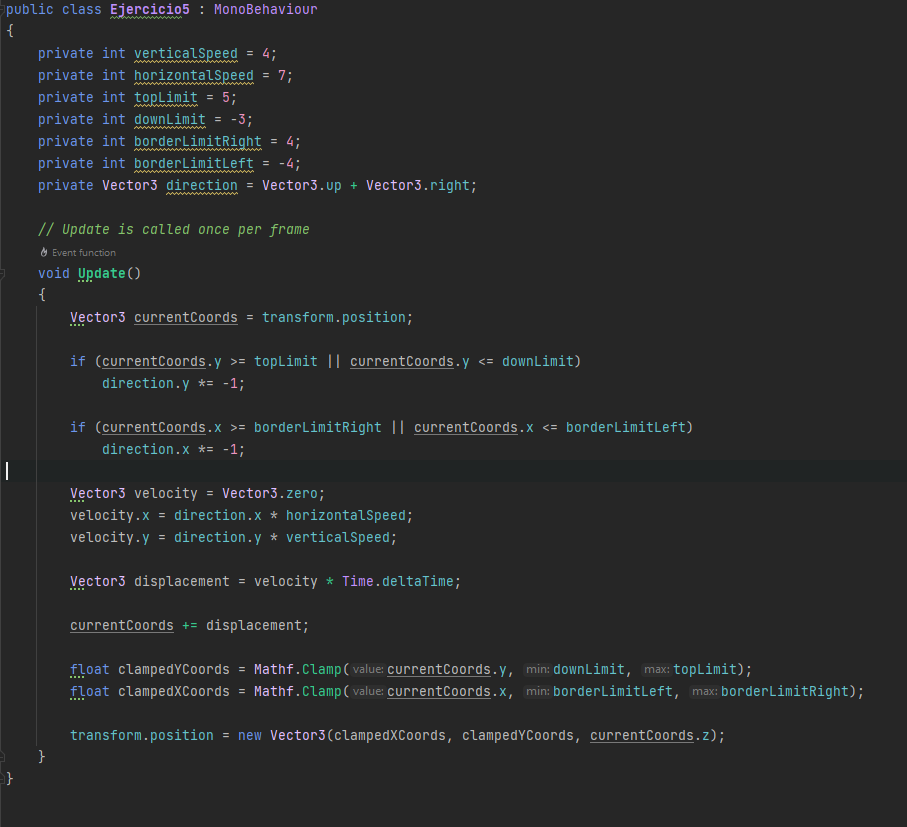 public class Ejercicio5 : MonoBehaviour
{
    private int verticalSpeed = 4;
    private int horizontalSpeed = 7;
    private int topLimit = 5;
    private int downLimit = -3;
    private int borderLimitRight = 4;
    private int borderLimitLeft = -4;
    private Vector3 direction = Vector3.up + Vector3.right;

    // Update is called once per frame
    Event function
    void Update()
    {
        Vector3 currentCoords = transform.position;

        if (currentCoords.y >= topLimit || currentCoords.y <= downLimit)
            direction.y *= -1;

        if (currentCoords.x >= borderLimitRight || currentCoords.x <= borderLimitLeft)
            direction.x *= -1;

        Vector3 velocity = Vector3.zero;
        velocity.x = direction.x * horizontalSpeed;
        velocity.y = direction.y * verticalSpeed;

        Vector3 displacement = velocity * Time.deltaTime;

        currentCoords += displacement;

        float clampedYCoords = Mathf.Clamp(value: currentCoords.y, min: downLimit, max: topLimit);
        float clampedXCoords = Mathf.Clamp(value: currentCoords.x, min: borderLimitLeft, max: borderLimitRight);

        transform.position = new Vector3(clampedXCoords, clampedYCoords, currentCoords.z);
    }
}